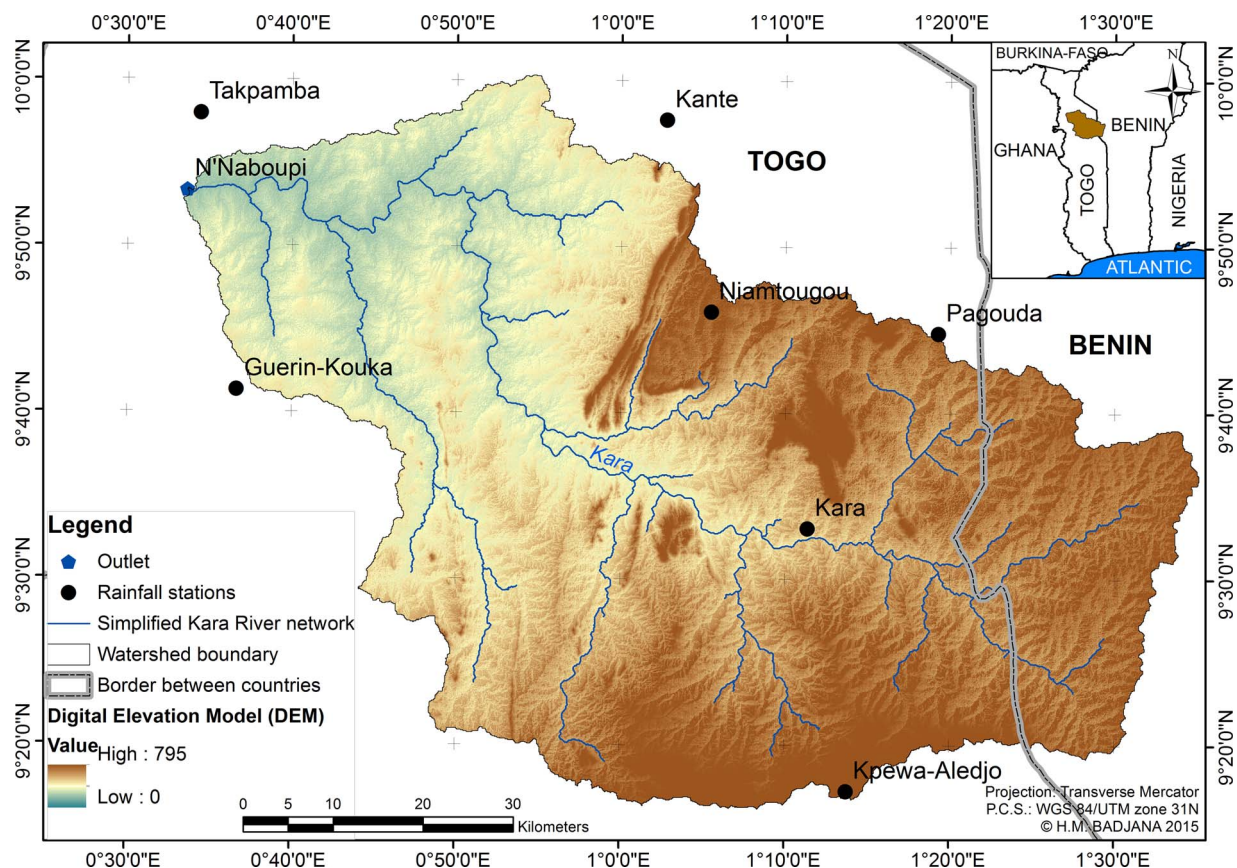 0°30'0"E
0°40'0"E
0°50'0"E
1°0'0"E
1°10'0"E
1°20'0"E
1°30'0"E
10°0'0"N
9°50'0"N
9°40'0"N
9°30'0"N
9°20'0"N
10°0'0"N
9°50'0"N
9°40'0"N
9°30'0"N
9°20'0"N
BURKINA-FASO
N
GHANA
BENIN
TOGO
NIGERIA
ATLANTIC
Takpamba
Kante
TOGO
N'Naboupi
Niamtougou
Pagouda
BENIN
Guerin-Kouka
Kara
Kara
Kpewa-Aledjo
Legend
Outlet
Rainfall stations
Simplified Kara River network
Watershed boundary
Border between countries
Digital Elevation Model (DEM)
Value
High : 795
Low : 0
0 5 10 20 30
Kilometers
Projection: Transverse Mercator
P.C.S.: WGS 84/UTM zone 31N
© H.M. BADJANA 2015
0°30'0"E
0°40'0"E
0°50'0"E
1°0'0"E
1°10'0"E
1°20'0"E
1°30'0"E